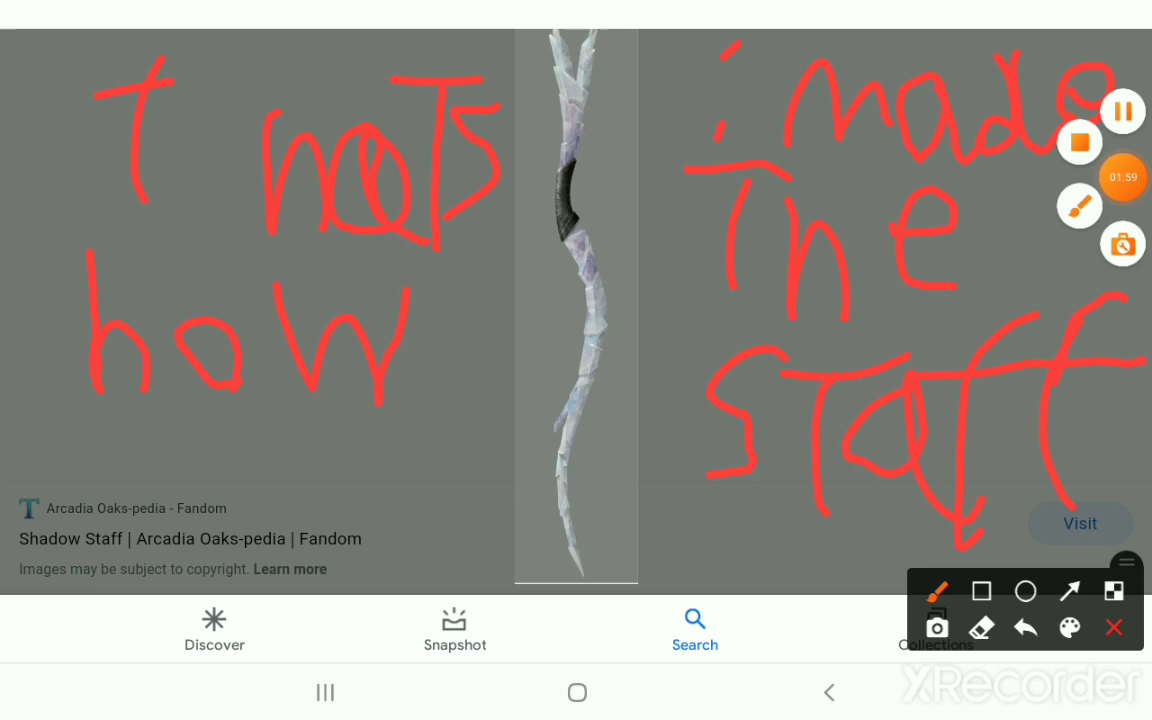 T haTs
how
i made
The
sTaff
01:59
Arcadia Oaks-pedia - Fandom
Shadow Staff | Arcadia Oaks-pedia | Fandom
Images may be subject to copyright. Learn more
Visit
Discover
Snapshot
Search
Collections
XRecorder